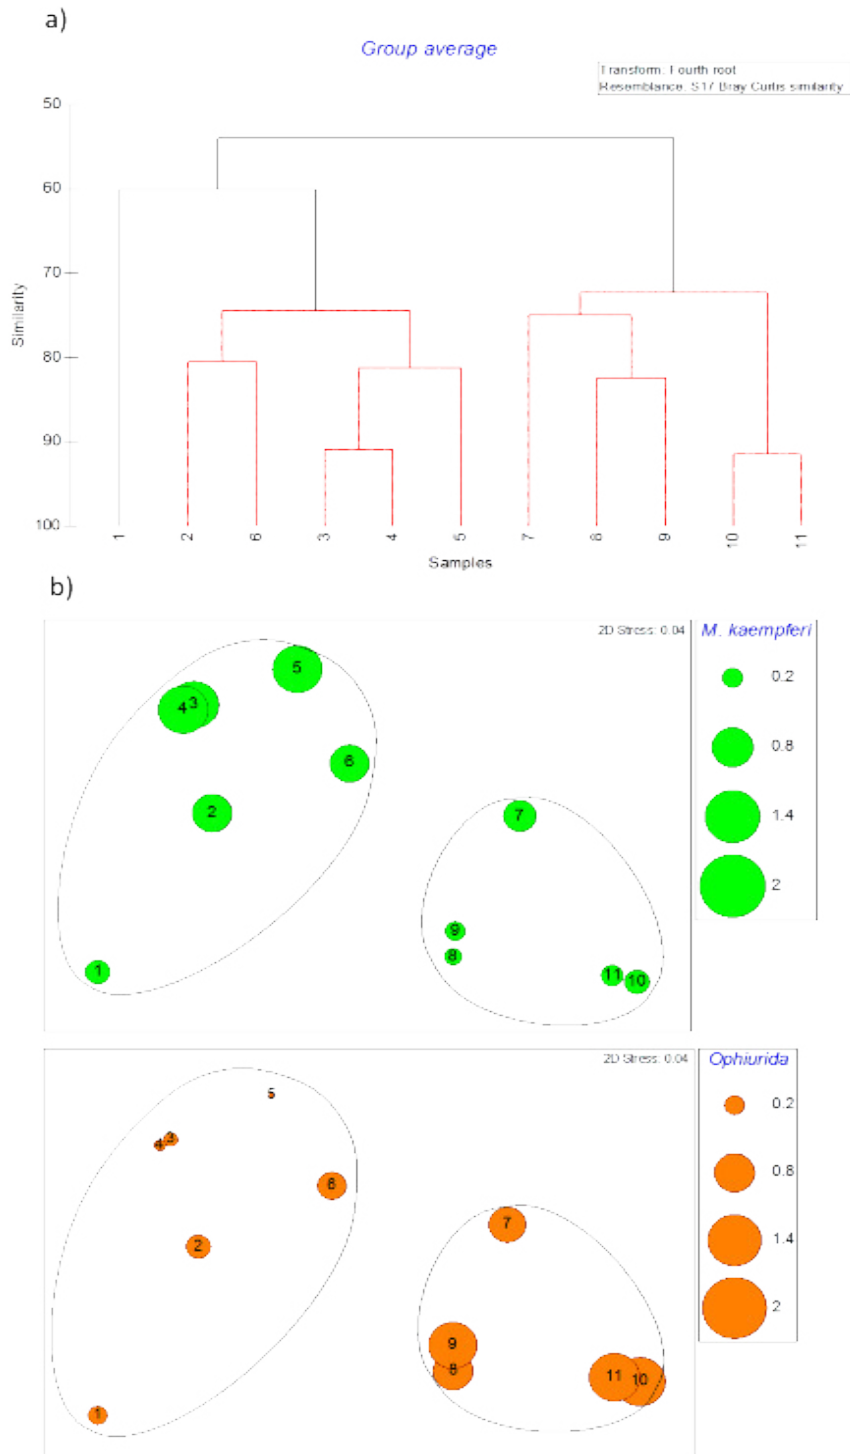 a)
Group average
Transform: Fourth root
Resemblance: S17 Bray Curtis similarity
50
60
70
80
90
100
Similarity
1 2 6 3 4 5 7 8 9 10 11
Samples
b)
2D Stress: 0.04
M. kaempferi
0.2
0.8
1.4
2
5
4 3
6
2
7
9
8
1
11 10
2D Stress: 0.04
Ophiurida
0.2
0.8
1.4
2
5
4 3
6
2
7
9
8
11 10
1